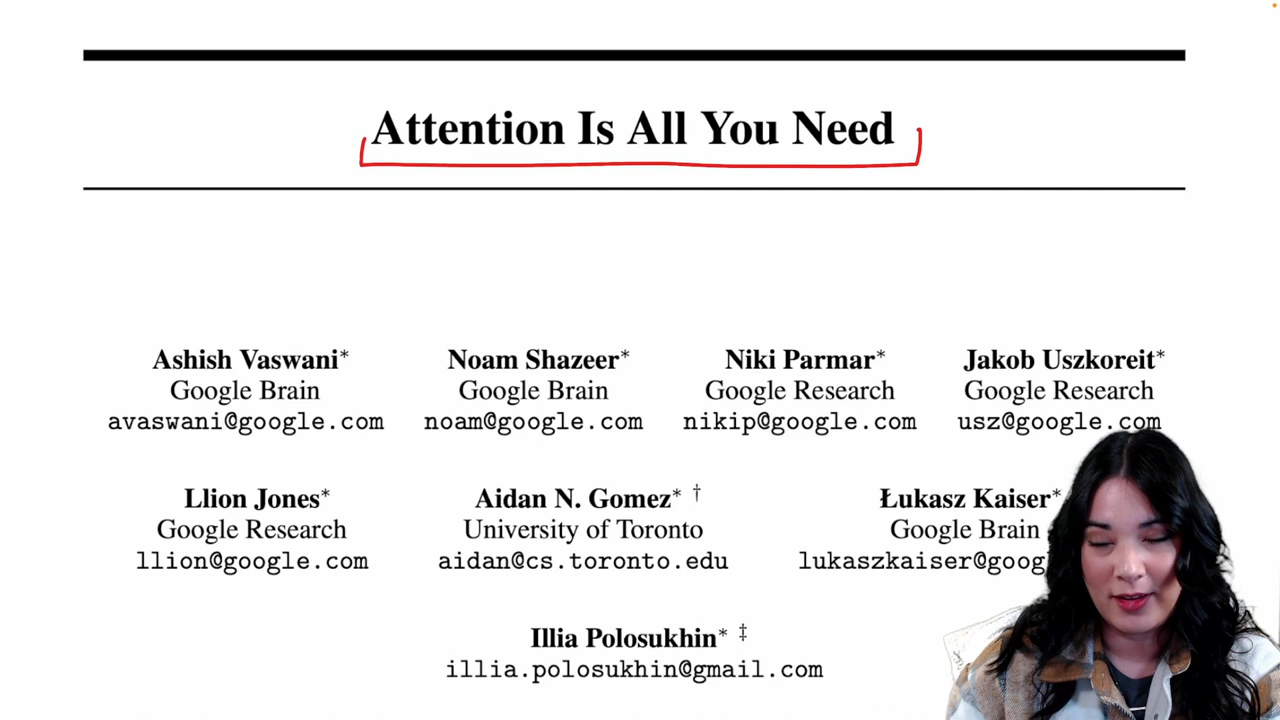 Attention Is All You Need
Ashish Vaswani* Noam Shazeer* Niki Parmar* Jakob Uszkoreit*
Google Brain Google Brain Google Research Google Research
avaswani@google.com noam@google.com nikip@google.com usz@google.com
Llion Jones* Aidan N. Gomez* † Łukasz Kaiser*
Google Research University of Toronto Google Brain
llion@google.com aidan@cs.toronto.edu lukaszkaiser@goog
Illia Polosukhin* ‡
illia.polosukhin@gmail.com